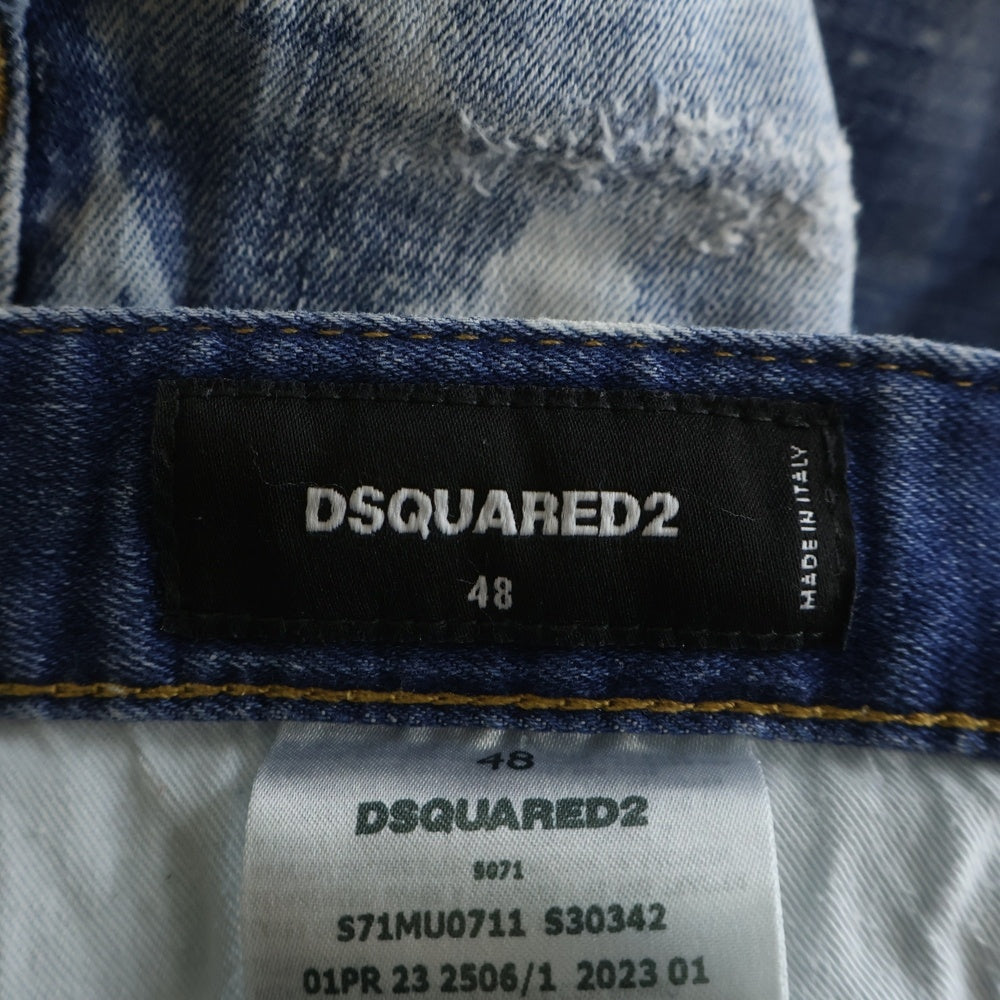 DSQUARED2
48
MADE IN ITALY
48
DSQUARED2
S071
S71MU0711 S30342
01PR 23 2506/1 2023 01